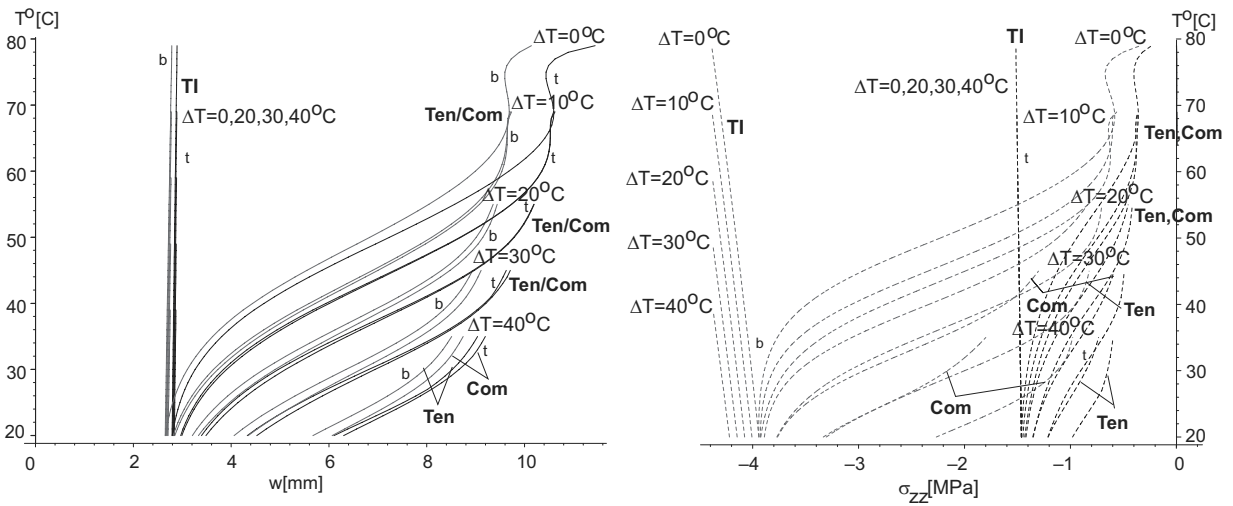 T°[C]
80
70
60
50
40
30
20
0
2
4
6
8
10
w[mm]
b
TI
ΔT=0,20,30,40°C
t
ΔT=0°C
b
t
ΔT=10°C
Ten/Com
b
t
ΔT=20°C
t
Ten/Com
b
ΔT=30°C
t
Ten/Com
b
ΔT=40°C
t
b
Com
Ten
T°[C]
80
70
60
50
40
30
20
–4
–3
–2
–1
0
σzz[MPa]
ΔT=0°C
ΔT=10°C
TI
ΔT=20°C
ΔT=30°C
ΔT=40°C
b
TI
ΔT=0,20,30,40°C
t
ΔT=0°C
ΔT=10°C
Ten,Com
ΔT=20°C
Ten,Com
ΔT=30°C
Com
Ten
ΔT=40°C
t
Com
Ten